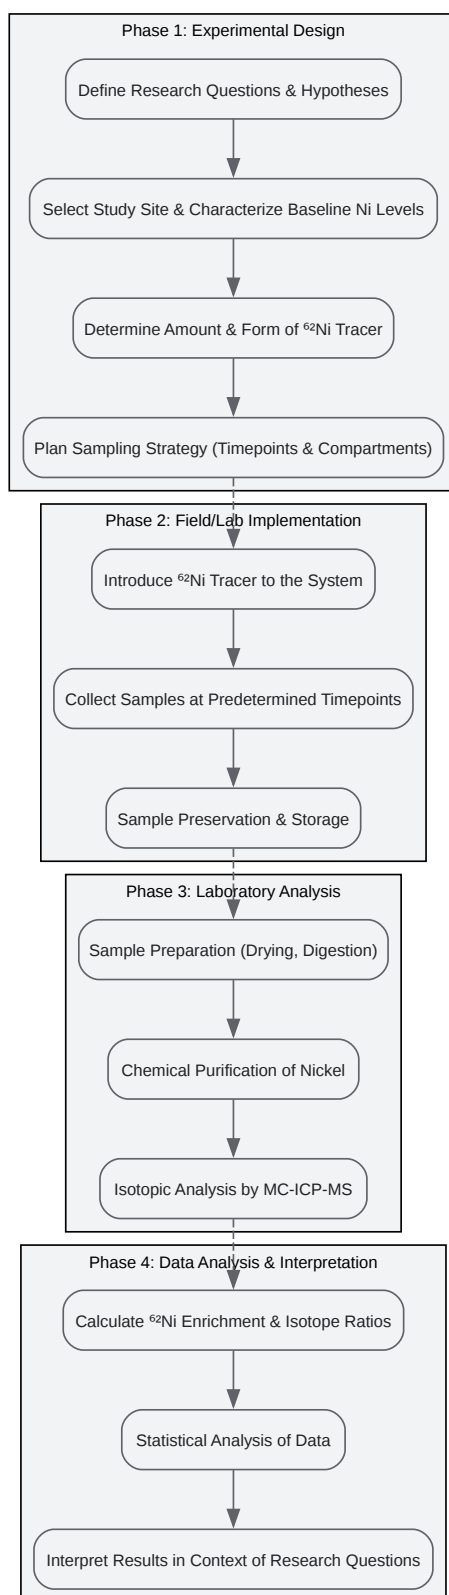 Phase 1: Experimental Design
Define Research Questions & Hypotheses
Select Study Site & Characterize Baseline Ni Levels
Determine Amount & Form of ⁶²Ni Tracer
Plan Sampling Strategy (Timepoints & Compartments)
Phase 2: Field/Lab Implementation
Introduce ⁶²Ni Tracer to the System
Collect Samples at Predetermined Timepoints
Sample Preservation & Storage
Phase 3: Laboratory Analysis
Sample Preparation (Drying, Digestion)
Chemical Purification of Nickel
Isotopic Analysis by MC-ICP-MS
Phase 4: Data Analysis & Interpretation
Calculate ⁶²Ni Enrichment & Isotope Ratios
Statistical Analysis of Data
Interpret Results in Context of Research Questions